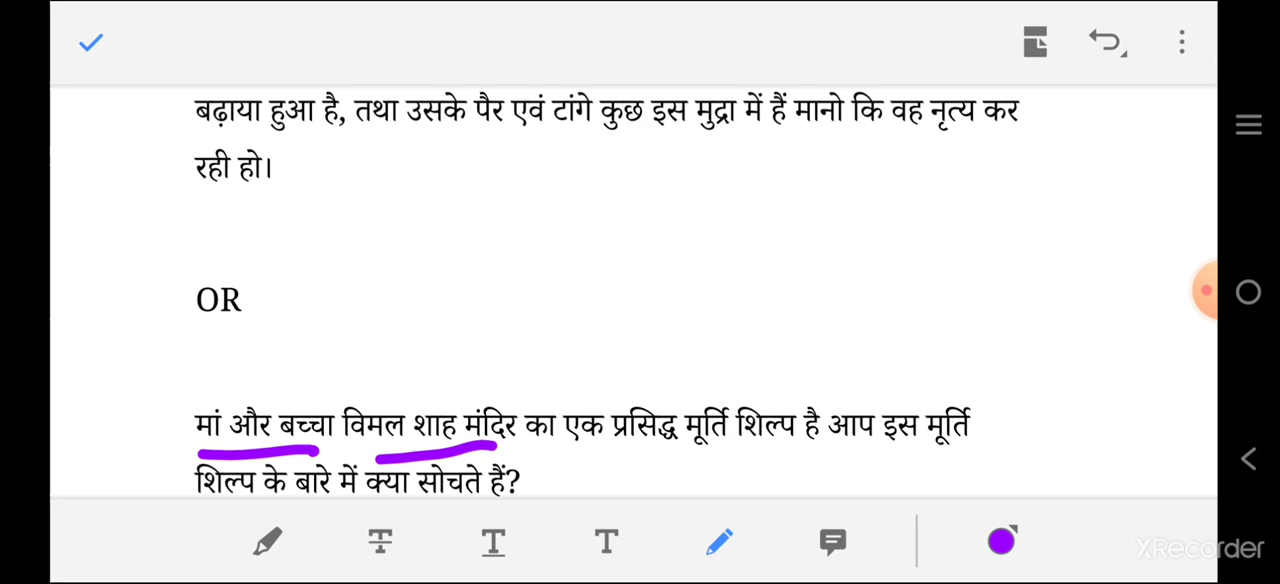 बढ़ाया हुआ है, तथा उसके पैर एवं टांगे कुछ इस मुद्रा में हैं मानो कि वह नृत्य कर
रही हो।
OR
मां और बच्चा विमल शाह मंदिर का एक प्रसिद्ध मूर्ति शिल्प है आप इस मूर्ति
शिल्प के बारे में क्या सोचते हैं?
T T T
XRecorder